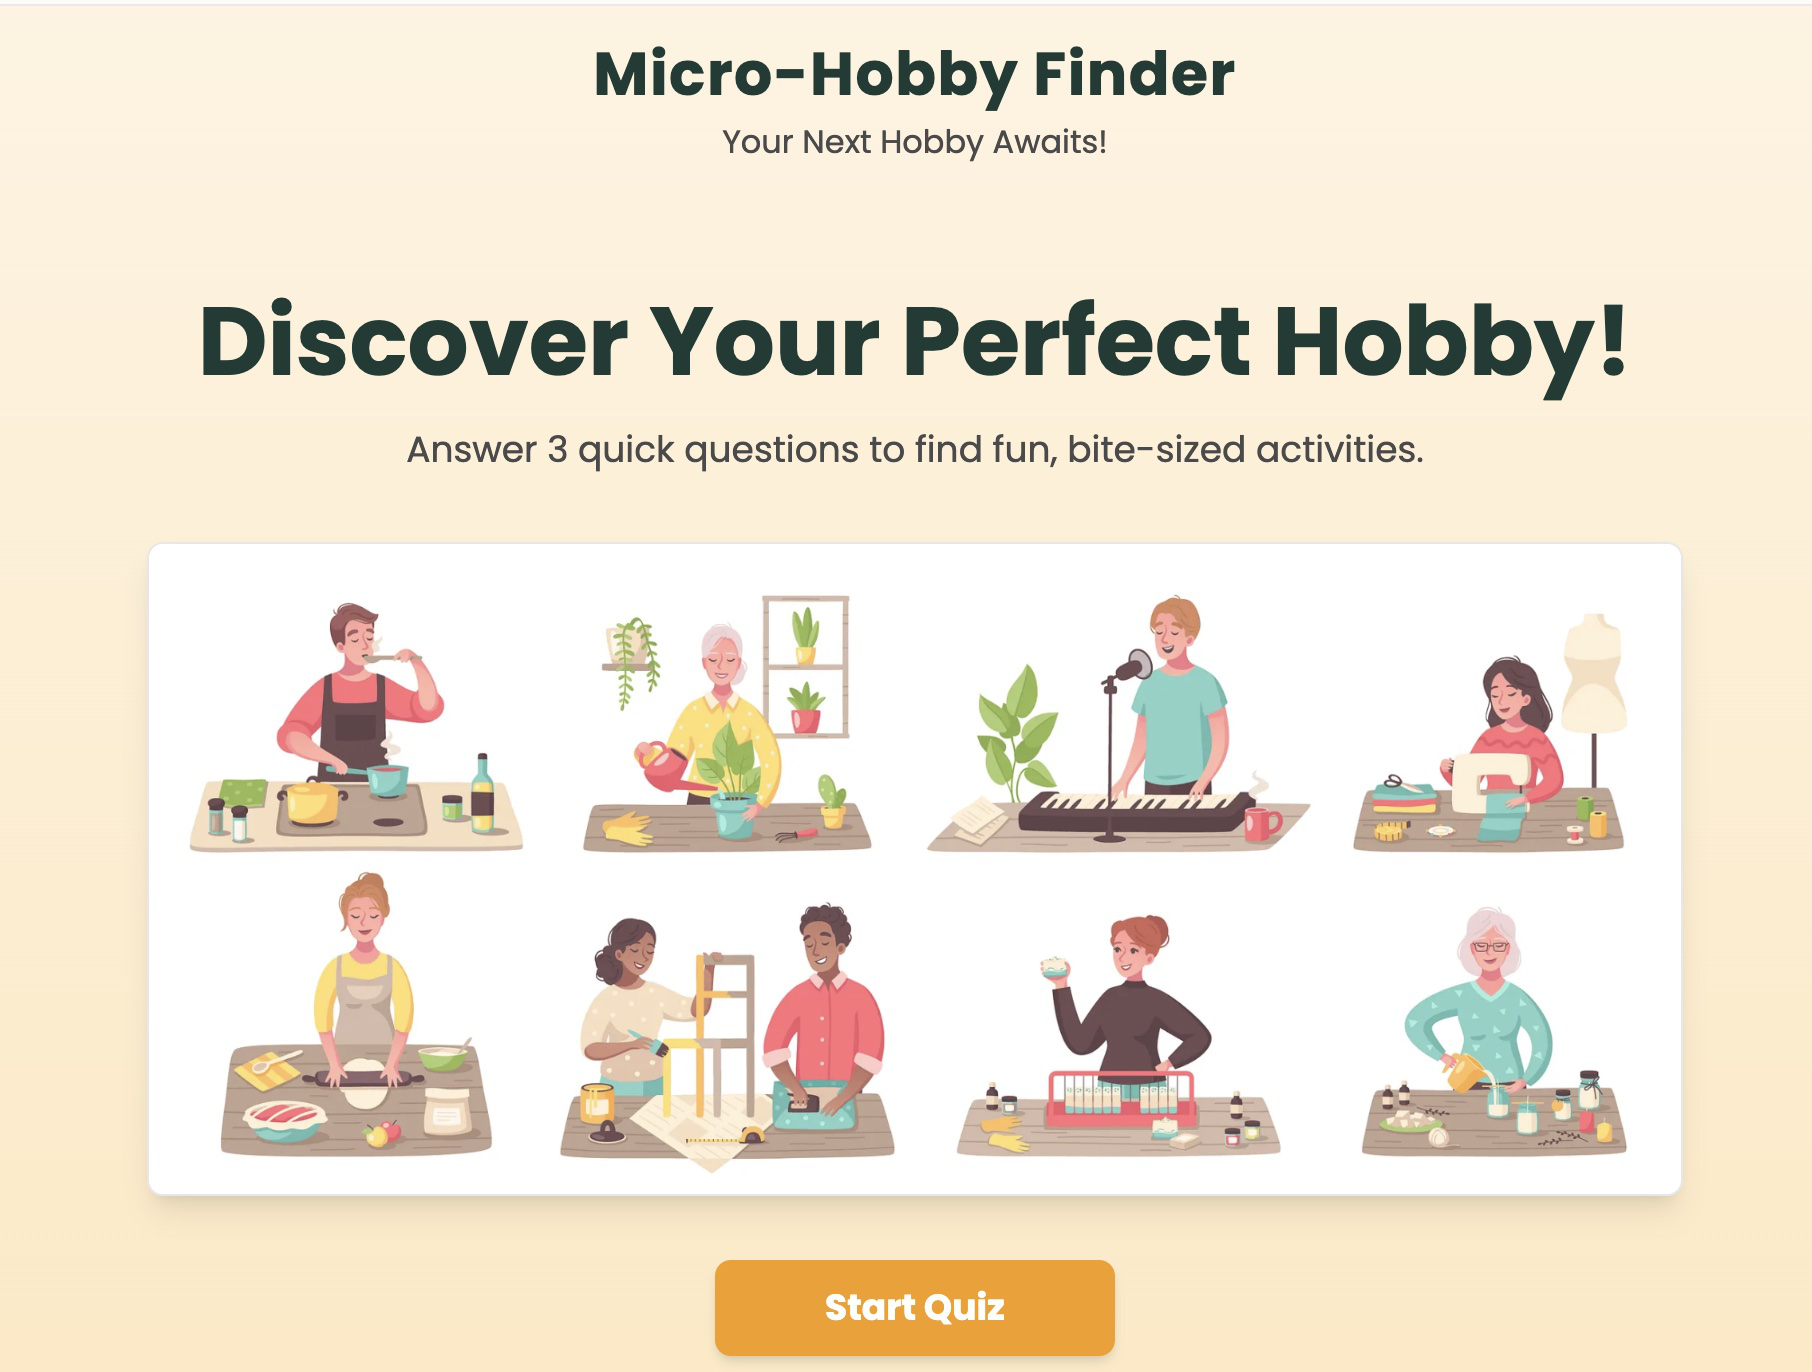 Micro-Hobby Finder
Your Next Hobby Awaits!
Discover Your Perfect Hobby!
Answer 3 quick questions to find fun, bite-sized activities.
Start Quiz